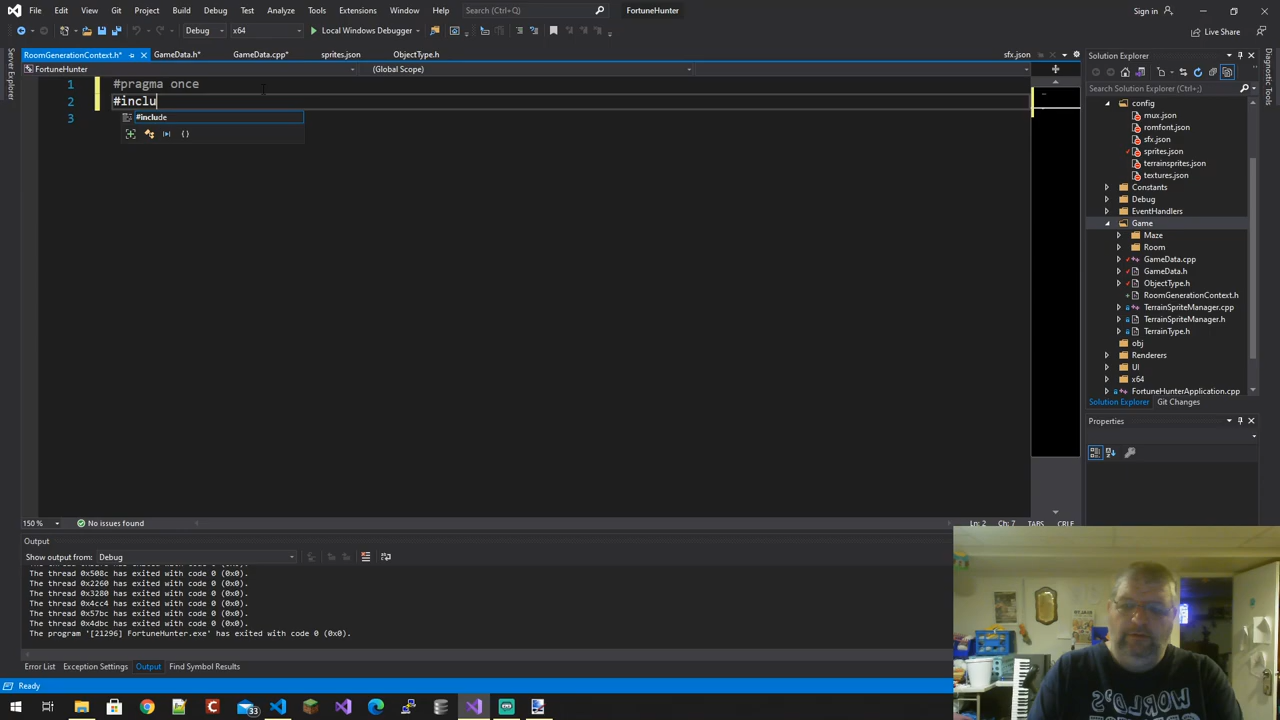 File Edit View Git Project Build Debug Test Analyze Tools Extensions Window Help Search (Ctrl+Q) FortuneHunter Sign in
Debug x64 Local Windows Debugger Live Share
RoomGenerationContext.h* GameData.h* GameData.cpp* sprites.json ObjectType.h sfx.json
FortuneHunter (Global Scope)
Server Explorer
Toolbox
1 #pragma once
2 #inclu
3
#include
Solution Explorer
Search Solution Explorer (Ctrl+;)
config
mux.json
romfont.json
sfx.json
sprites.json
terrainsprites.json
textures.json
Constants
Debug
EventHandlers
Game
Maze
Room
GameData.cpp
GameData.h
ObjectType.h
RoomGenerationContext.h
TerrainSpriteManager.cpp
TerrainSpriteManager.h
TerrainType.h
obj
Renderers
UI
x64
FortuneHunterApplication.cpp
Solution Explorer Git Changes
Properties
150 % No issues found Ln: 2 Ch: 7 TABS CRLF
Output
Show output from: Debug
The thread 0x508c has exited with code 0 (0x0).
The thread 0x2260 has exited with code 0 (0x0).
The thread 0x3280 has exited with code 0 (0x0).
The thread 0x4cc4 has exited with code 0 (0x0).
The thread 0x57bc has exited with code 0 (0x0).
The thread 0x4dbc has exited with code 0 (0x0).
The program '[21296] FortuneHunter.exe' has exited with code 0 (0x0).
Error List Exception Settings Output Find Symbol Results
Ready
33
WORLD'S